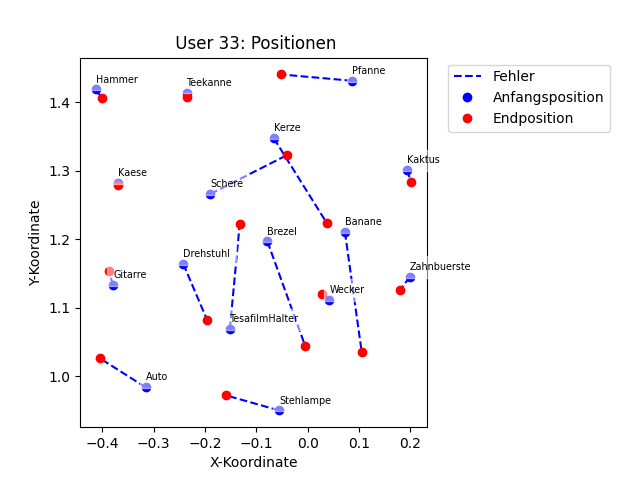 User 33: Positionen
Fehler
Anfangsposition
Endposition
Hammer
Teekanne
Pfanne
Kerze
Kaese
Schere
Kaktus
Drehstuhl
Brezel
Banane
Gitarre
Zahnbuerste
Wecker
TesafilmHalter
Auto
Stehlampe
Y-Koordinate
1.4
1.3
1.2
1.1
1.0
−0.4
−0.3
−0.2
−0.1
0.0
0.1
0.2
X-Koordinate